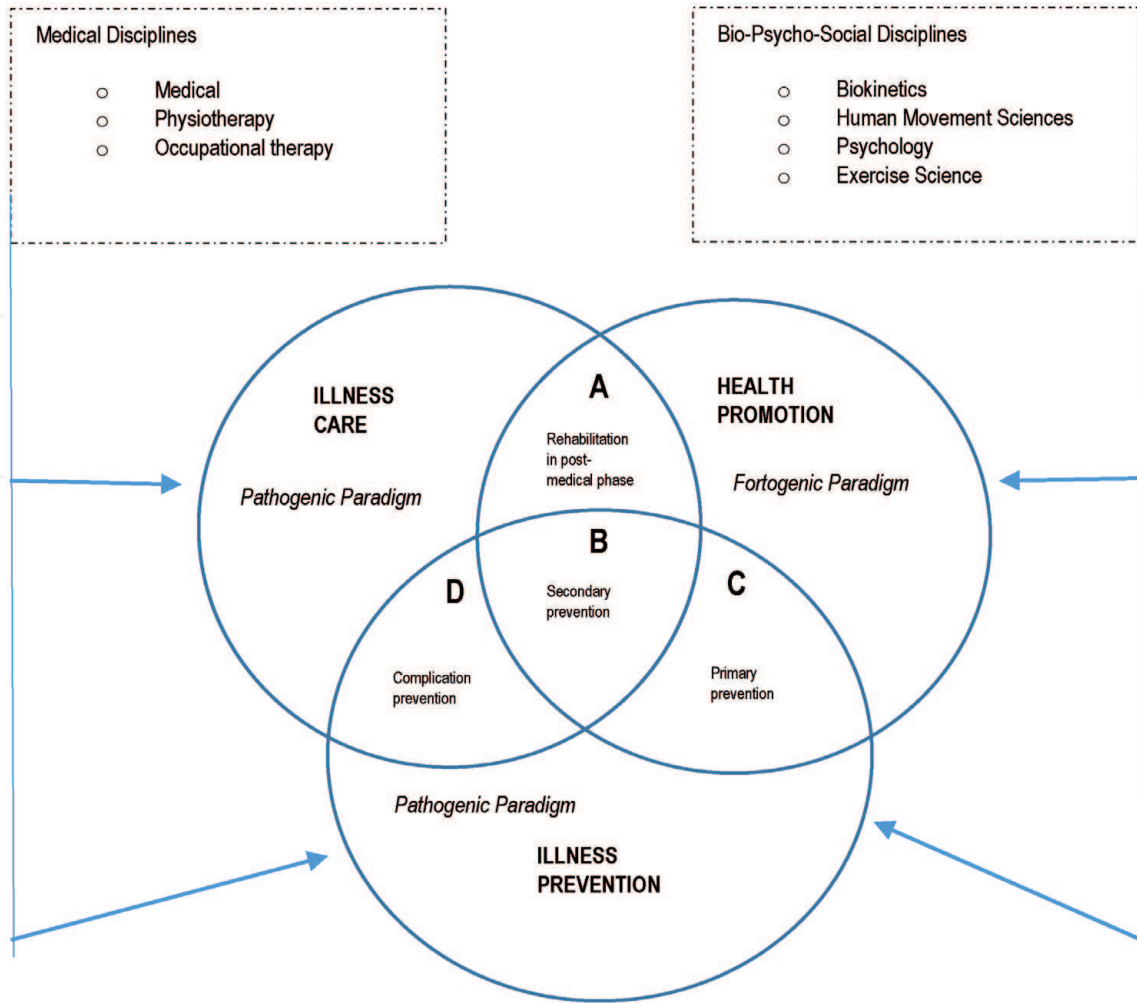 Medical Disciplines
○ Medical
○ Physiotherapy
○ Occupational therapy
Bio-Psycho-Social Disciplines
○ Biokinetics
○ Human Movement Sciences
○ Psychology
○ Exercise Science
ILLNESS
CARE
Pathogenic Paradigm
A
Rehabilitation
in post-
medical phase
HEALTH
PROMOTION
Fortogenic Paradigm
B
Secondary
prevention
D
Complication
prevention
C
Primary
prevention
Pathogenic Paradigm
ILLNESS
PREVENTION